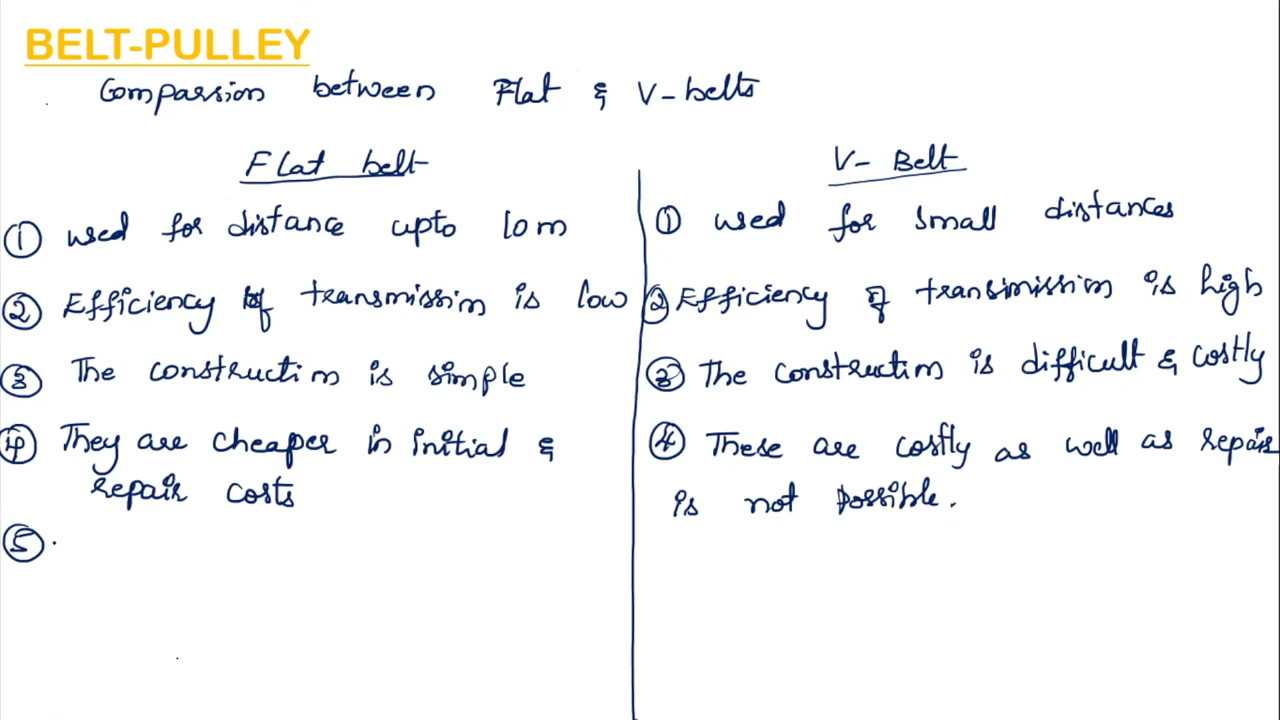 BELT-PULLEY
Compassion between Flat & V-belts
Flat belt
① used for distance upto 10m
② Efficiency of transmission is low
③ The construction is simple
④ They are cheaper in initial &
repair costs
⑤
V- Belt
① used for small distances
② Efficiency of transimission is high
③ The construction is difficult & costly
④ These are costly as well as repair
is not possible.